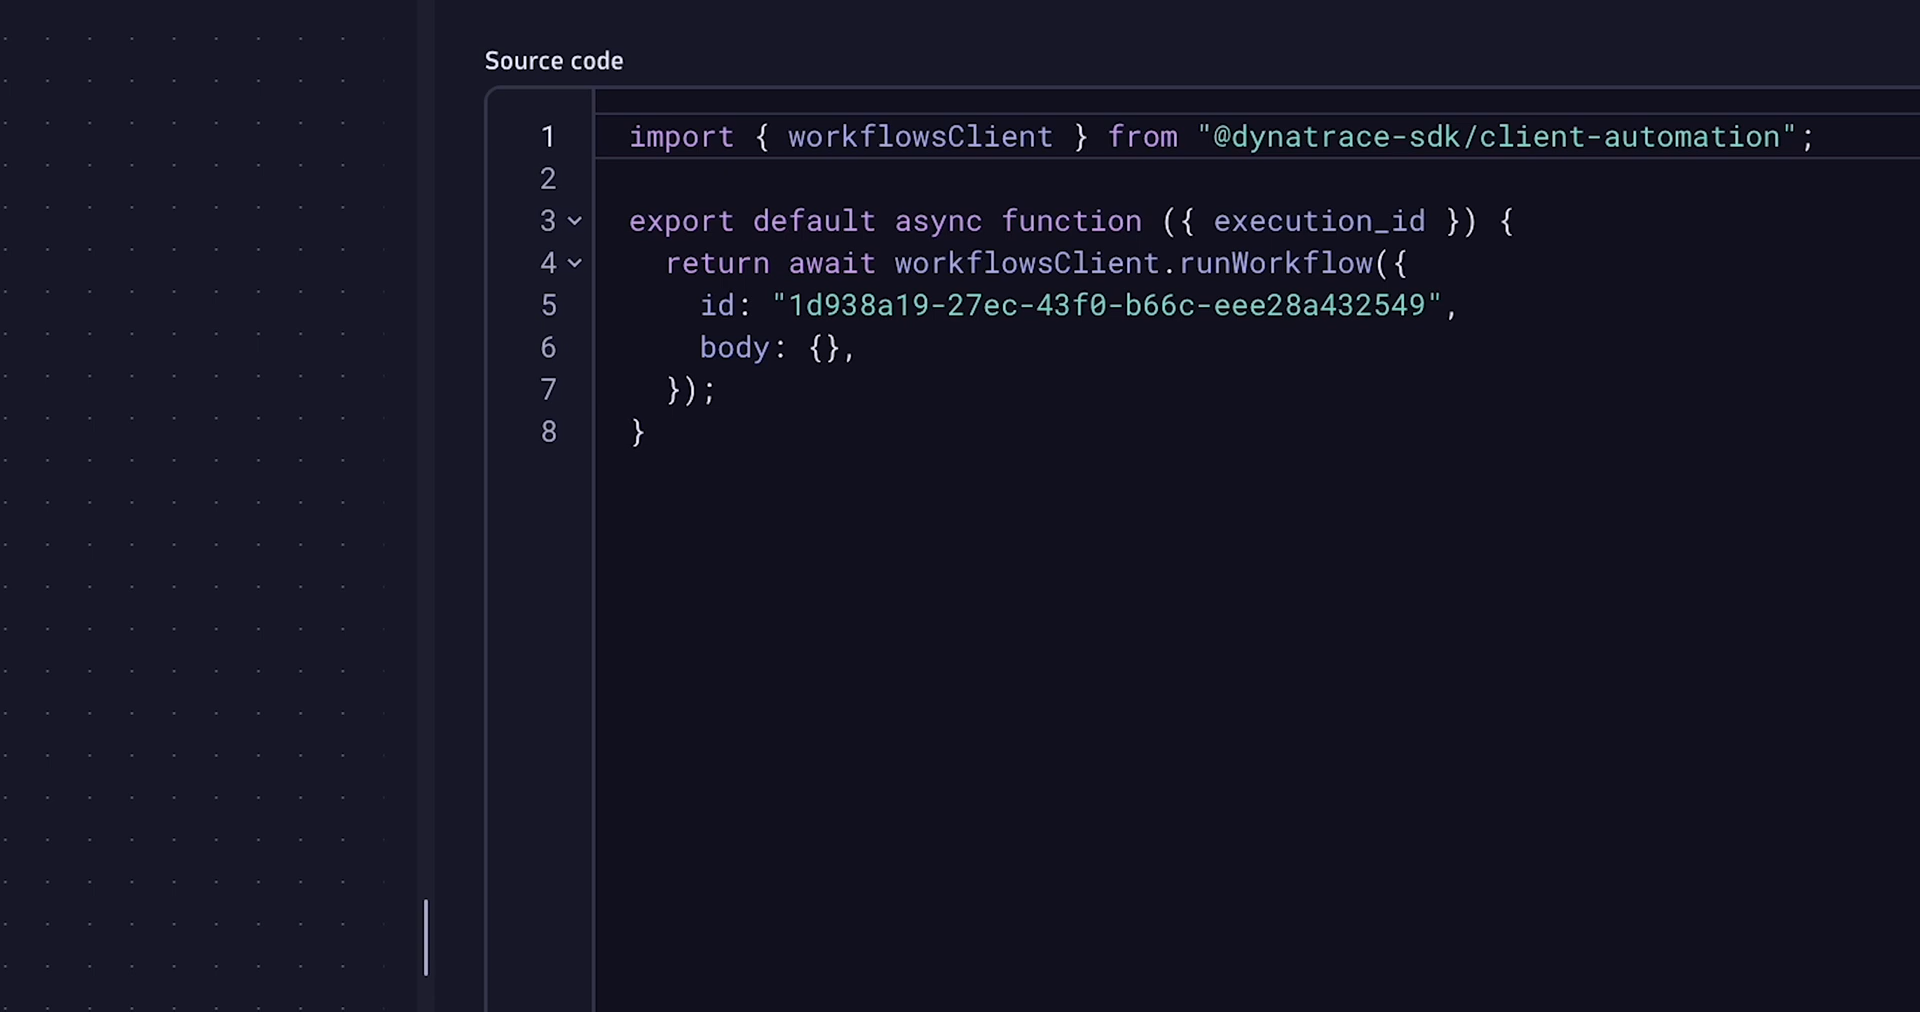 Source code
1 import { workflowsClient } from "@dynatrace-sdk/client-automation";
2
3 export default async function ({ execution_id }) {
4   return await workflowsClient.runWorkflow({
5     id: "1d938a19-27ec-43f0-b66c-eee28a432549",
6     body: {},
7   });
8 }